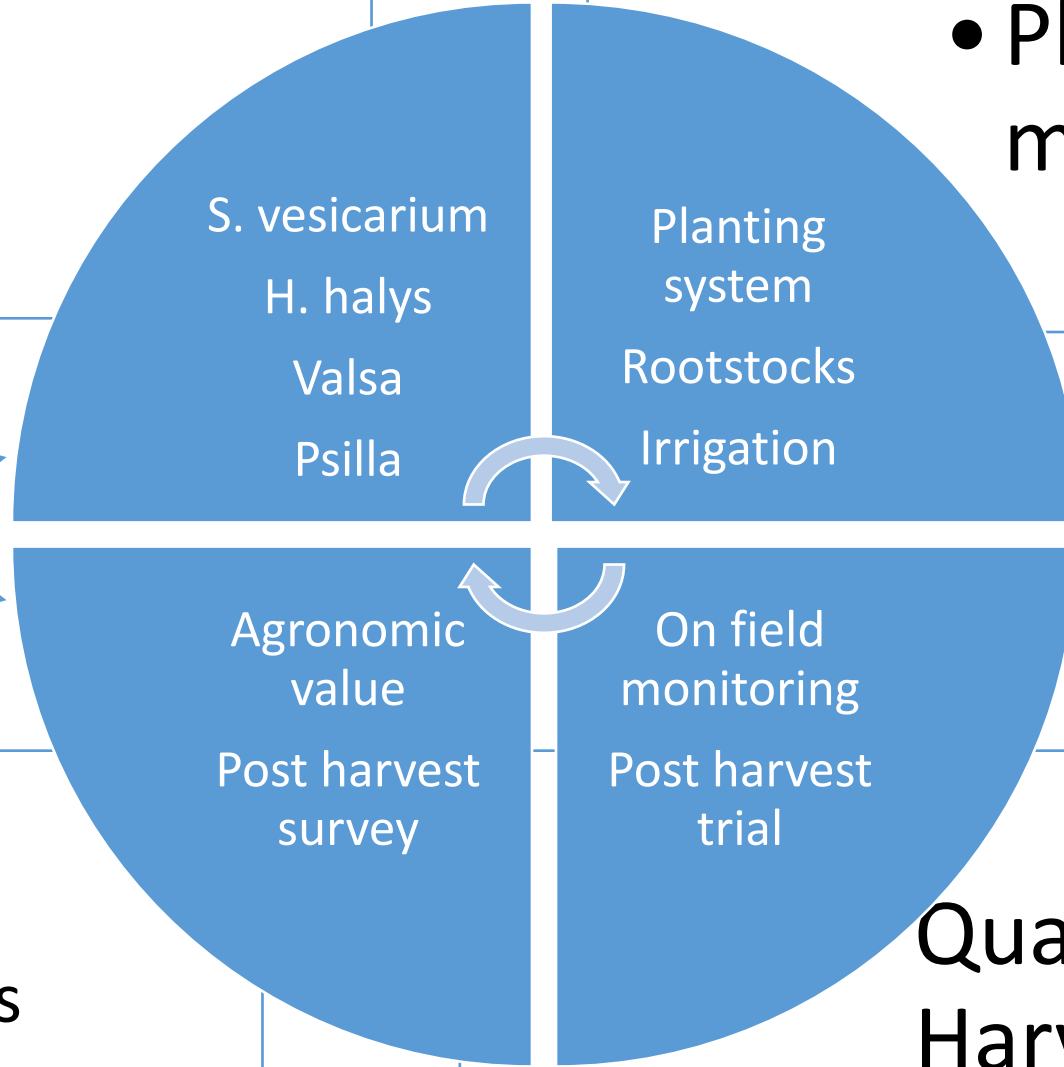 S. vesicarium
H. halys
Valsa
Psilla
Planting
system
Rootstocks
Irrigation
Agronomic
value
Post harvest
survey
On field
monitoring
Post harvest
trial